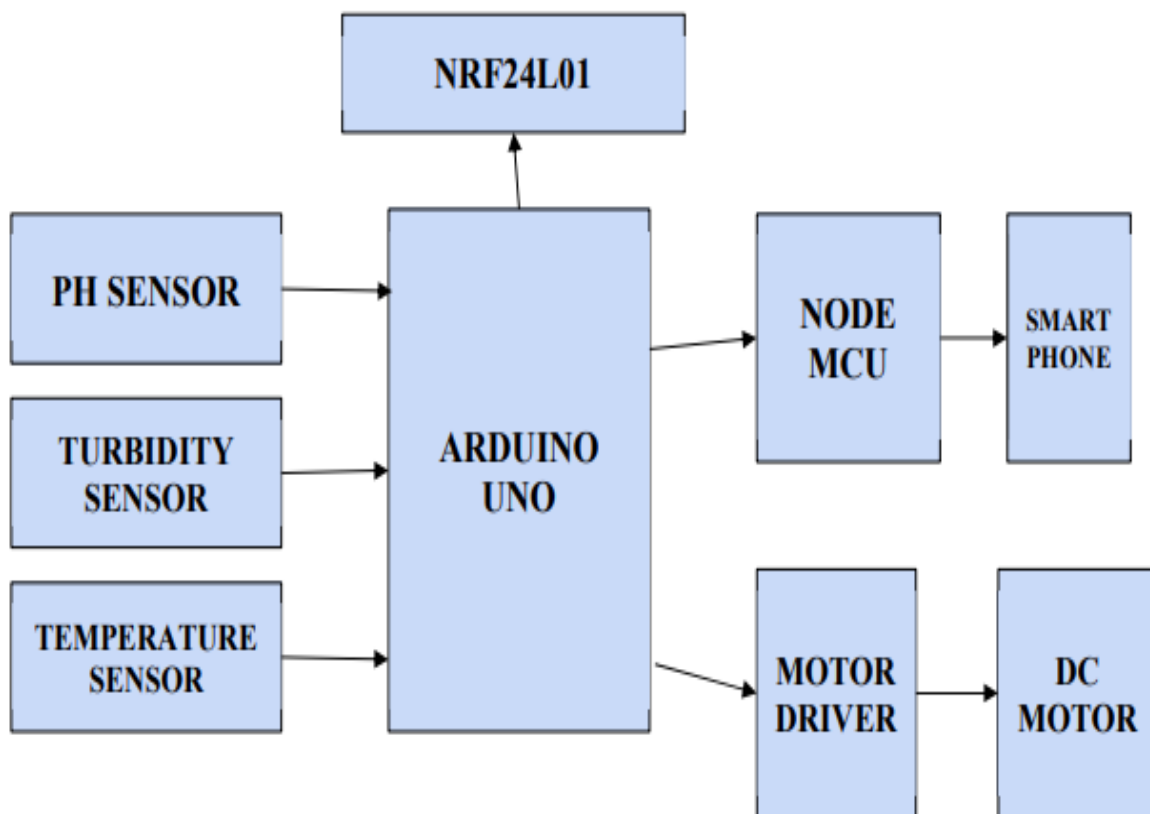 NRF24L01
PH SENSOR
TURBIDITY
SENSOR
TEMPERATURE
SENSOR
ARDUINO
UNO
NODE
MCU
SMART
PHONE
MOTOR
DRIVER
DC
MOTOR